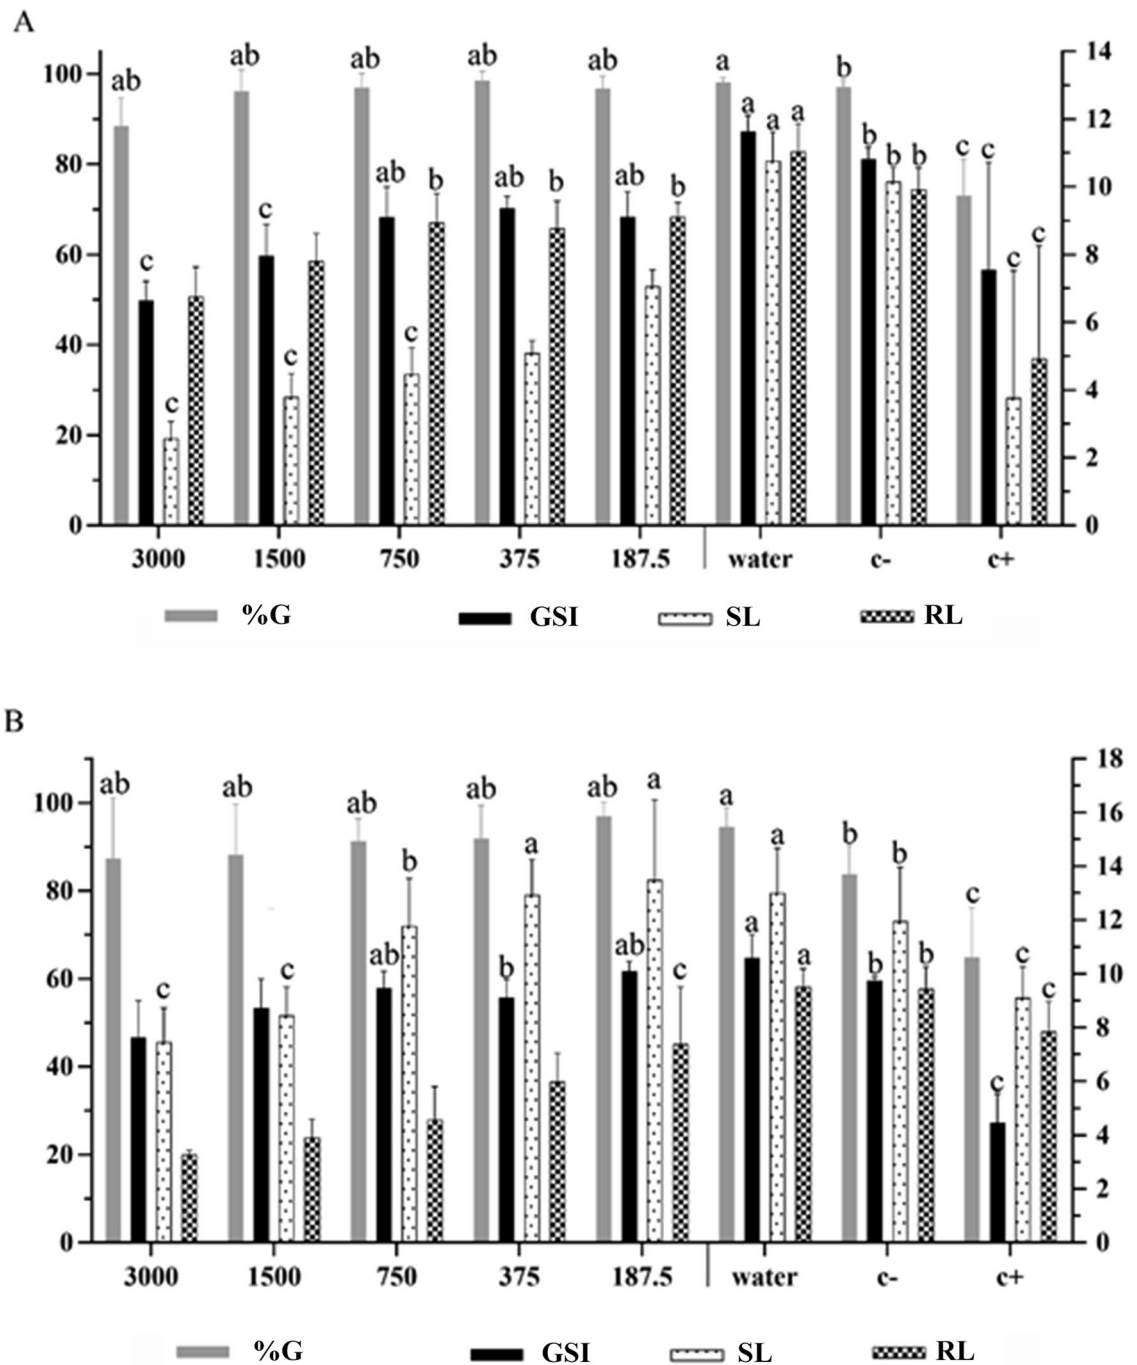 A
ab ab ab ab ab a b
100 14
12
a a a
b b b c c
80
ab b ab b ab b
10
c
60
c
8
c c
40
c
c
6
4
c
20
2
0 0
3000 1500 750 375 187.5 water c- c+
%G GSI SL RL
B
18
ab ab ab ab ab a a
100 16
b b a a b
14
80
c
12
ab b ab c a a b b c c
60 10
c c
8
40
c
6
4
20
2
0 0
3000 1500 750 375 187.5 water c- c+
%G GSI SL RL